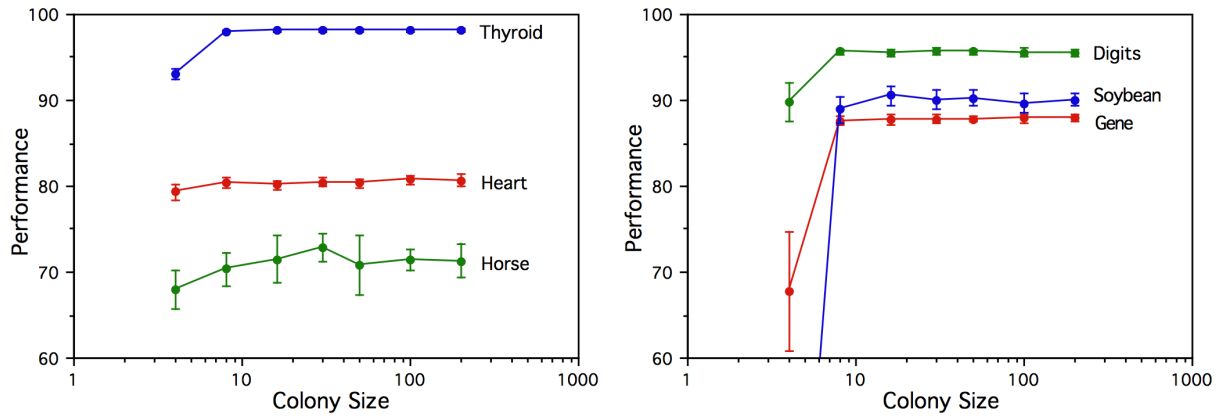 100
90
80
70
60
Performance
1
10
100
1000
Colony Size
Thyroid
Heart
Horse
100
90
80
70
60
Performance
1
10
100
1000
Colony Size
Digits
Soybean
Gene